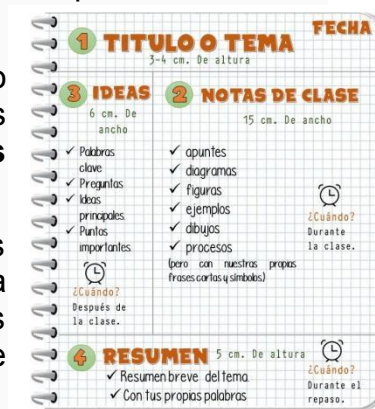 FECHA
1 TITULO O TEMA
3-4 cm. De altura
3 IDEAS
6 cm. De
ancho
✓ Palabras
clave
✓ Preguntas
✓ Ideas
principales
✓ Puntos
importantes
¿Cuándo?
Después de
la clase.
2 NOTAS DE CLASE
15 cm. De ancho
✓ apuntes
✓ diagramas
✓ figuras
✓ ejemplos
✓ dibujos
✓ procesos
(pero con nuestras propias
frases cortas y símbolos)
¿Cuándo?
Durante
la clase.
4 RESUMEN 5 cm. De altura
✓ Resumen breve del tema
✓ Con tus propias palabras
¿Cuándo?
Durante el
repaso.